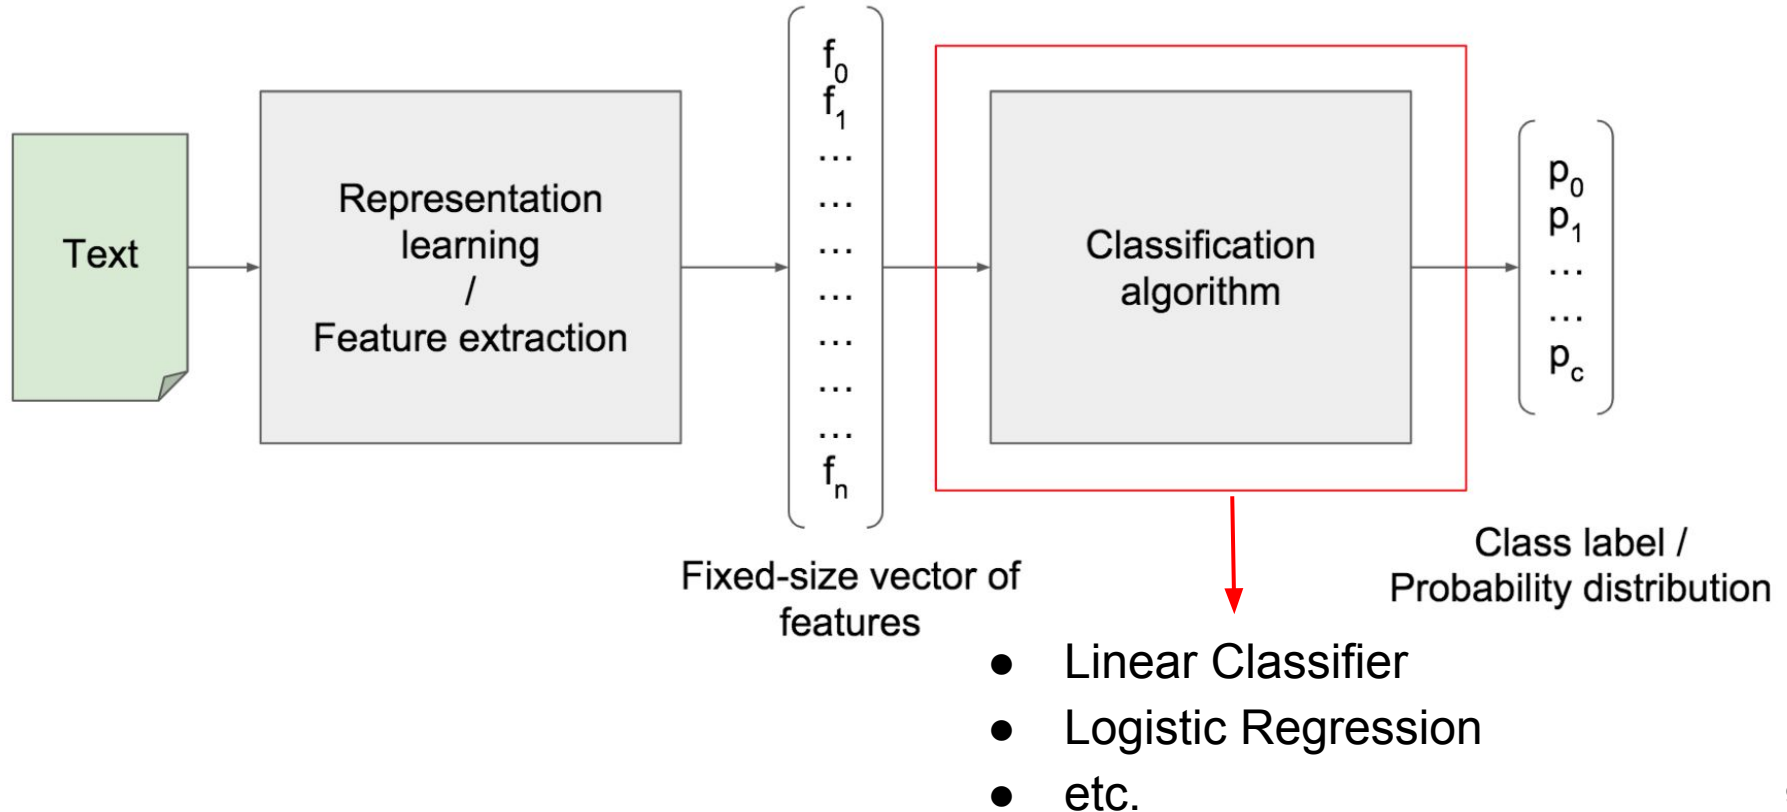 Text
Representation
learning
/
Feature extraction
f₀
f₁
...
...
...
...
...
...
...
fₙ
Fixed-size vector of
features
Classification
algorithm
p₀
p₁
...
...
p_c
Class label /
Probability distribution
● Linear Classifier
● Logistic Regression
● etc.